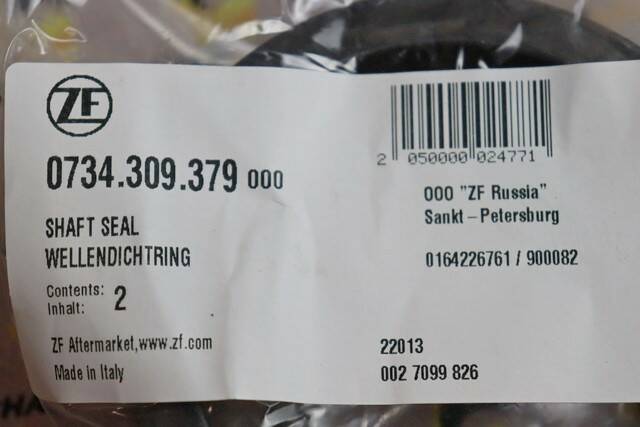 ZF
0734.309.379 000
SHAFT SEAL
WELLENDICHTRING
Contents: 2
Inhalt:
ZF Aftermarket,www.zf.com
Made in Italy
2 050000 024771
000 "ZF Russia"
Sankt-Petersburg
0164226761 / 900082
22013
002 7099 826